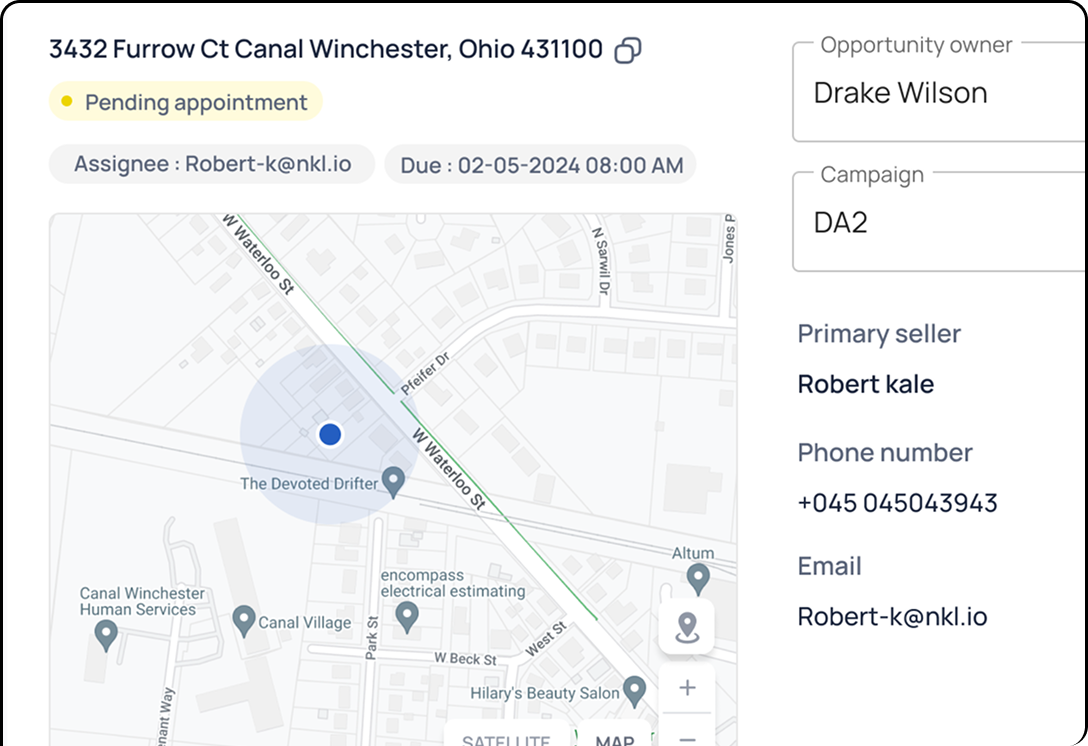 3432 Furrow Ct Canal Winchester, Ohio 431100
Pending appointment
Assignee : Robert-k@nkl.io
Due : 02-05-2024 08:00 AM
W Waterloo St
N Sarwil Dr
Jones P
Pfeifer Dr
W Waterloo St
The Devoted Drifter
Altum
encompass
electrical estimating
Canal Winchester
Human Services
Canal Village
Park St
West St
W Beck St
Hilary's Beauty Salon
enant Way
SATELLITE
MAP
Opportunity owner
Drake Wilson
Campaign
DA2
Primary seller
Robert kale
Phone number
+045 045043943
Email
Robert-k@nkl.io